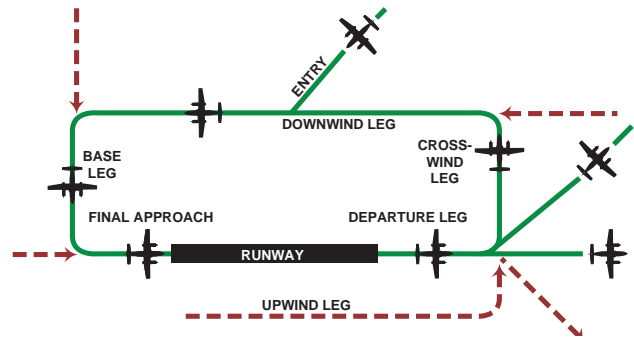 ENTRY
DOWNWIND LEG
CROSS-
WIND
LEG
BASE
LEG
FINAL APPROACH
DEPARTURE LEG
RUNWAY
UPWIND LEG